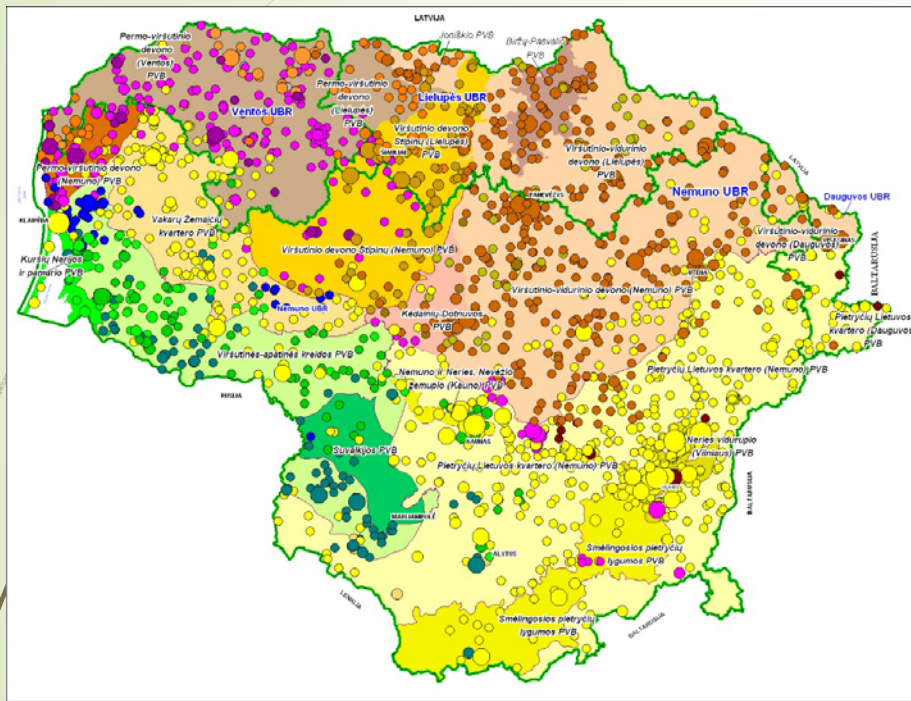 LATVIJA
Joniškio PVB
Biržų-Pasvalio
PVB
Permo-viršutinio
devono
(Ventos)
PVB
Permo-viršutinio
devono
(Lielupės)
PVB
Ventos UBR
Lielupės UBR
Viršutinio devono
Stipinų (Lielupės)
PVB
ŠIAULIAI
Viršutinio-vidurinio
devono (Lielupės)
PVB
Permo-viršutinio devono
(Nemuno) PVB
Nemuno UBR
LATVIJA
Dauguvos UBR
PANEVĖŽYS
KLAIPĖDA
Vakarų Žemaičių
kvartero PVB
Viršutinio-vidurinio
devono (Dauguvos)
PVB
BALTARUSIJA
Kuršių Nerijos
ir pamario PVB
Viršutinio devono Stipinų (Nemuno) PVB
UTENA
Viršutinio-vidurinio devono (Nemuno) PVB
Nemuno UBR
Kėdainių-Dotnuvos
PVB
Pietryčių Lietuvos
kvartero (Dauguvos)
PVB
Viršutinės-apatinės kreidos PVB
Nemuno ir Neries, Nevėžio
žemupio (Kauno) PVB
Pietryčių Lietuvos kvartero (Nemuno) PVB
RUSIJA
KAUNAS
Neries vidurupio
(Vilniaus) PVB
Suvalkijos PVB
Pietryčių Lietuvos kvartero (Nemuno) PVB
BALTARUSIJA
MARIJAMPOLĖ
ALYTUS
Smėlingosios pietryčių
lygumos PVB
LENKIJA
Smėlingosios pietryčių
lygumos PVB
BALTARUSIJA